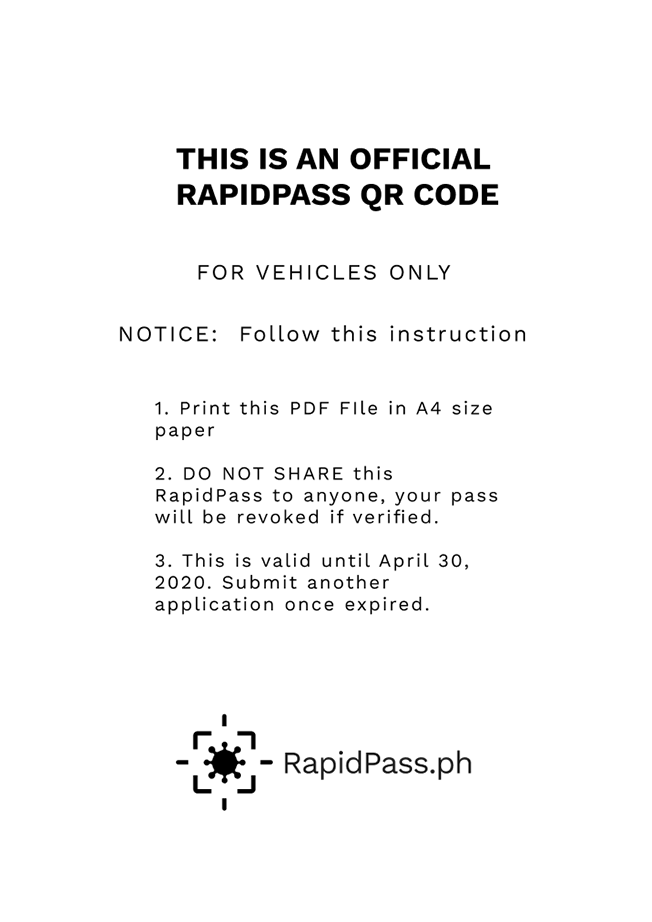 THIS IS AN OFFICIAL
RAPIDPASS QR CODE
FOR VEHICLES ONLY
NOTICE: Follow this instruction
1. Print this PDF FIle in A4 size
paper
2. DO NOT SHARE this
RapidPass to anyone, your pass
will be revoked if verified.
3. This is valid until April 30,
2020. Submit another
application once expired.
RapidPass.ph